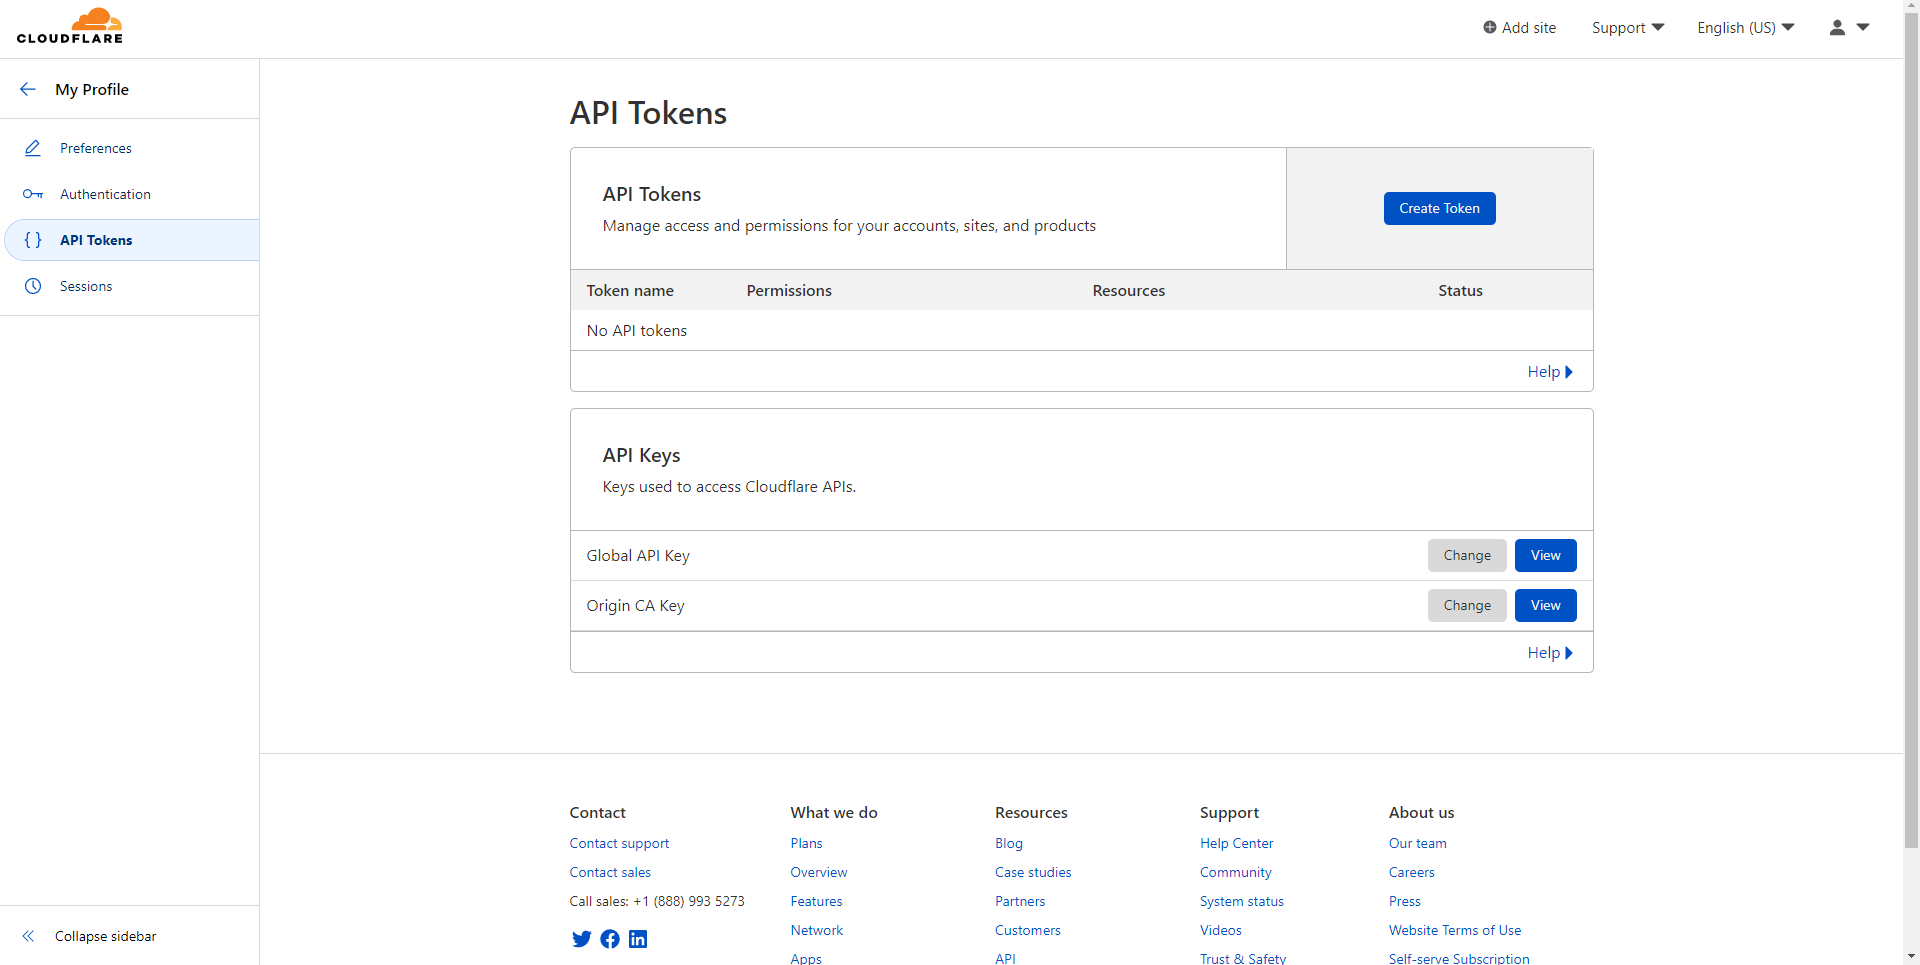 CLOUDFLARE
Add site
Support
English (US)
My Profile
Preferences
Authentication
{ } API Tokens
Sessions
Collapse sidebar
API Tokens
API Tokens
Manage access and permissions for your accounts, sites, and products
Create Token
Token name Permissions Resources Status
No API tokens
Help
API Keys
Keys used to access Cloudflare APIs.
Global API Key Change View
Origin CA Key Change View
Help
Contact
Contact support
Contact sales
Call sales: +1 (888) 993 5273
What we do
Plans
Overview
Features
Network
Apps
Resources
Blog
Case studies
Partners
Customers
API
Support
Help Center
Community
System status
Videos
Trust & Safety
About us
Our team
Careers
Press
Website Terms of Use
Self-serve Subscription